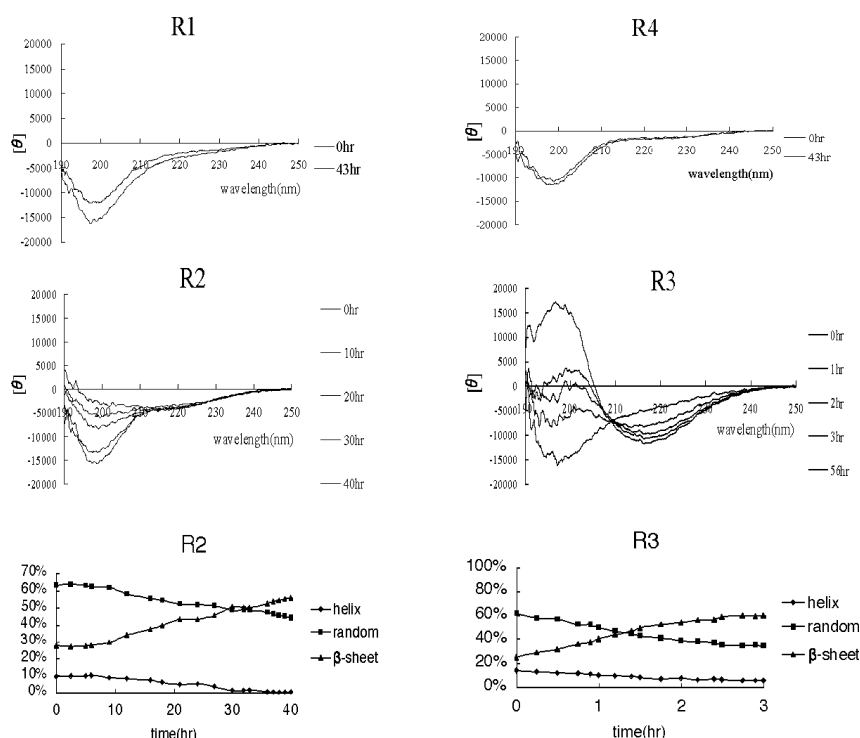 R1
20000
15000
10000
5000
0
-5000
-10000
-15000
-20000
[θ]
190 200 210 220 230 240 250
wavelength(nm)
0hr
43hr
R4
20000
15000
10000
5000
0
-5000
-10000
-15000
-20000
[θ]
190 200 210 220 230 240 250
wavelength(nm)
0hr
43hr
R2
20000
15000
10000
5000
0
-5000
-10000
-15000
-20000
[θ]
190 200 210 220 230 240 250
wavelength(nm)
0hr
10hr
20hr
30hr
40hr
R3
20000
15000
10000
5000
0
-5000
-10000
-15000
-20000
[θ]
190 200 210 220 230 240 250
wavelength(nm)
0hr
1hr
2hr
3hr
56hr
R2
70%
60%
50%
40%
30%
20%
10%
0%
0 10 20 30 40
time(hr)
helix
random
β-sheet
R3
100%
80%
60%
40%
20%
0%
0 1 2 3
time(hr)
helix
random
β-sheet